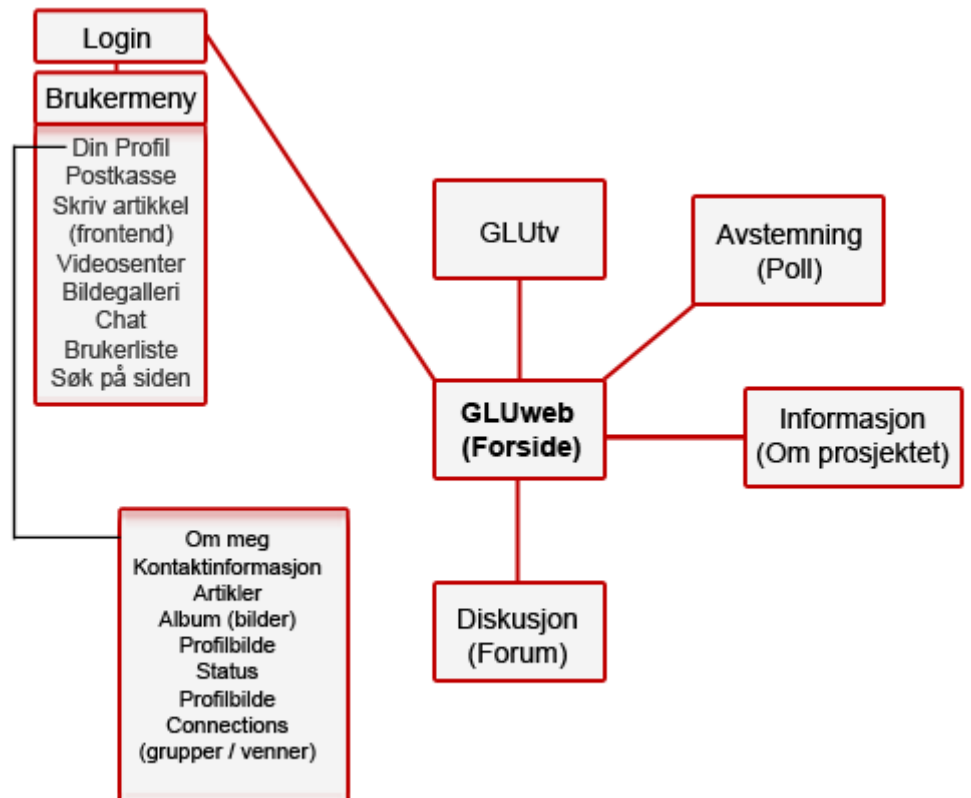 Login
Brukermeny
Din Profil
Postkasse
Skriv artikkel
(frontend)
Videosenter
Bildegalleri
Chat
Brukerliste
Søk på siden
GLUtv
Avstemning
(Poll)
GLUweb
(Forside)
Informasjon
(Om prosjektet)
Diskusjon
(Forum)
Om meg
Kontaktinformasjon
Artikler
Album (bilder)
Profilbilde
Status
Profilbilde
Connections
(grupper / venner)